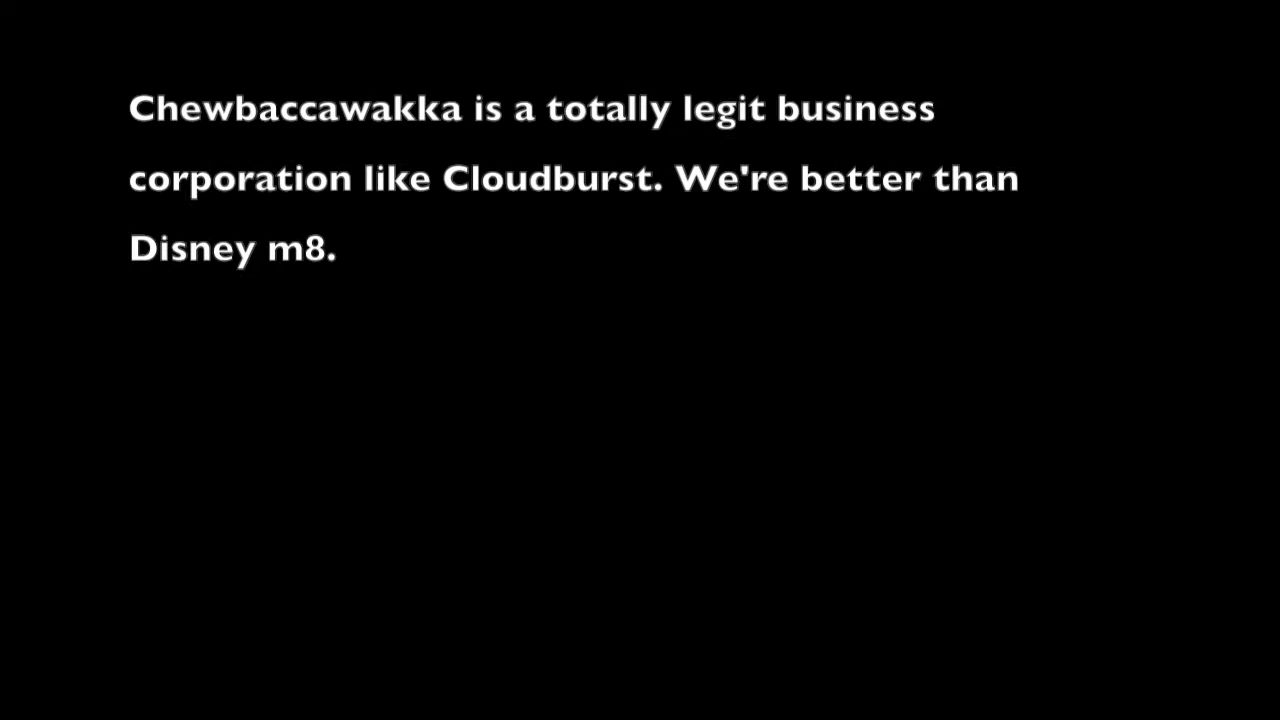 Chewbaccawakka is a totally legit business
corporation like Cloudburst. We're better than
Disney m8.